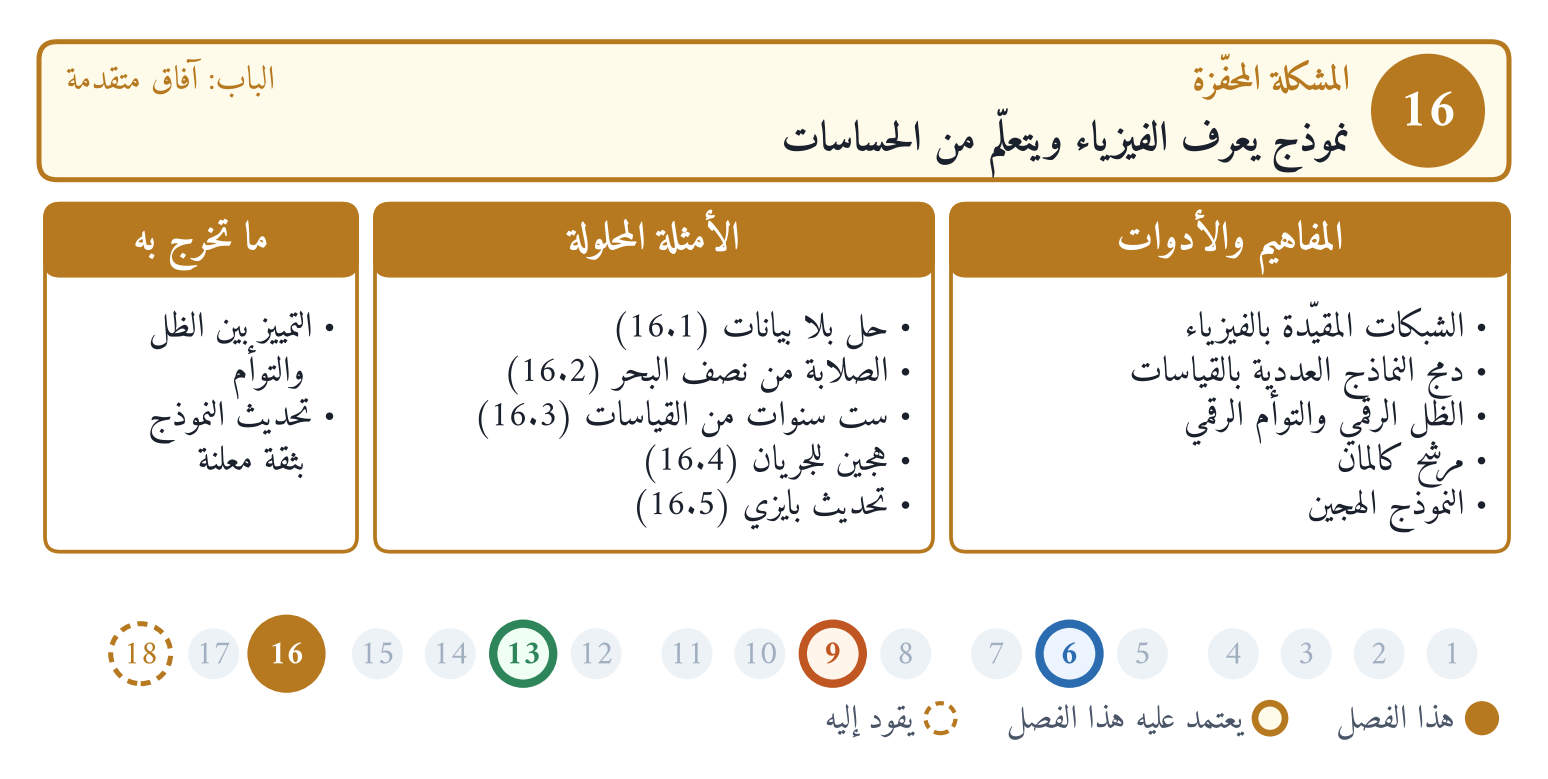 16
المشكلة المحفّزة
الباب: آفاق متقدمة
نموذج يعرف الفيزياء ويتعلّم من الحساسات
المفاهيم والأدوات
• الشبكات المقيّدة بالفيزياء
• دمج النماذج العددية بالقياسات
• الظل الرقمي والتوأم الرقمي
• مرشح كالمان
• النموذج الهجين
الأمثلة المحلولة
• حل بلا بيانات (16.1)
• الصلابة من نصف البحر (16.2)
• ست سنوات من القياسات (16.3)
• هجين للجريان (16.4)
• تحديث بايزي (16.5)
ما تخرج به
• التمييز بين الظل
والتوأم
• تحديث النموذج
بثقة معلنة
1 2 3 4 5 6 7 8 9 10 11 12 13 14 15 16 17 18
هذا الفصل
يعتمد عليه هذا الفصل
يقود إليه